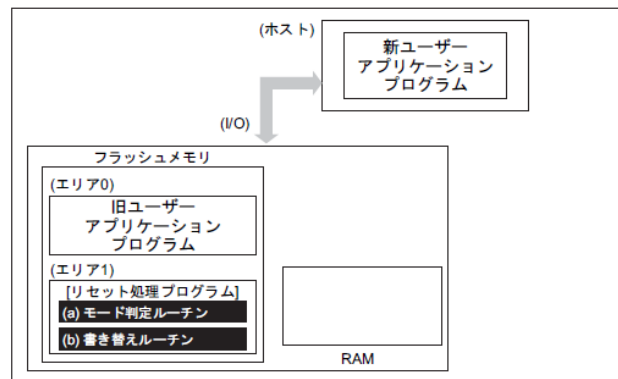 (ホスト)
新ユーザー
アプリケーション
プログラム
(I/O)
フラッシュメモリ
(エリア0)
旧ユーザー
アプリケーション
プログラム
(エリア1)
[リセット処理プログラム]
(a) モード判定ルーチン
(b) 書き替えルーチン
RAM